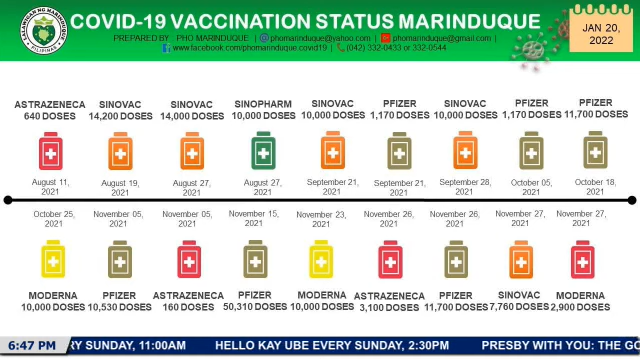 LALAWIGAN NG MARINDUQUE
PILIPINAS
COVID-19 VACCINATION STATUS MARINDUQUE
PREPARED BY: PHO MARINDUQUE | phomarinduque@yahoo.com | phomarinduque@gmail.com |
www.facebook.com/phomarinduque.covid19 | (042) 332-0433 or 332-0544
JAN 20,
2022
ASTRAZENECA SINOVAC SINOVAC SINOPHARM SINOVAC PFIZER SINOVAC PFIZER PFIZER
640 DOSES 14,200 DOSES 14,000 DOSES 10,000 DOSES 10,000 DOSES 1,170 DOSES 10,000 DOSES 1,170 DOSES 11,700 DOSES
August 11, August 19, August 27, August 27, September 21, September 21, September 28, October 05, October 18,
2021 2021 2021 2021 2021 2021 2021 2021 2021
October 25, November 05, November 05, November 15, November 23, November 26, November 26, November 27, November 27,
2021 2021 2021 2021 2021 2021 2021 2021 2021
MODERNA PFIZER ASTRAZENECA PFIZER MODERNA ASTRAZENECA PFIZER SINOVAC MODERNA
10,000 DOSES 10,530 DOSES 160 DOSES 50,310 DOSES 10,000 DOSES 3,100 DOSES 11,700 DOSES 7,760 DOSES 2,900 DOSES
6:47 PM RY SUNDAY, 11:00AM HELLO KAY UBE EVERY SUNDAY, 2:30PM PRESBY WITH YOU: THE GO